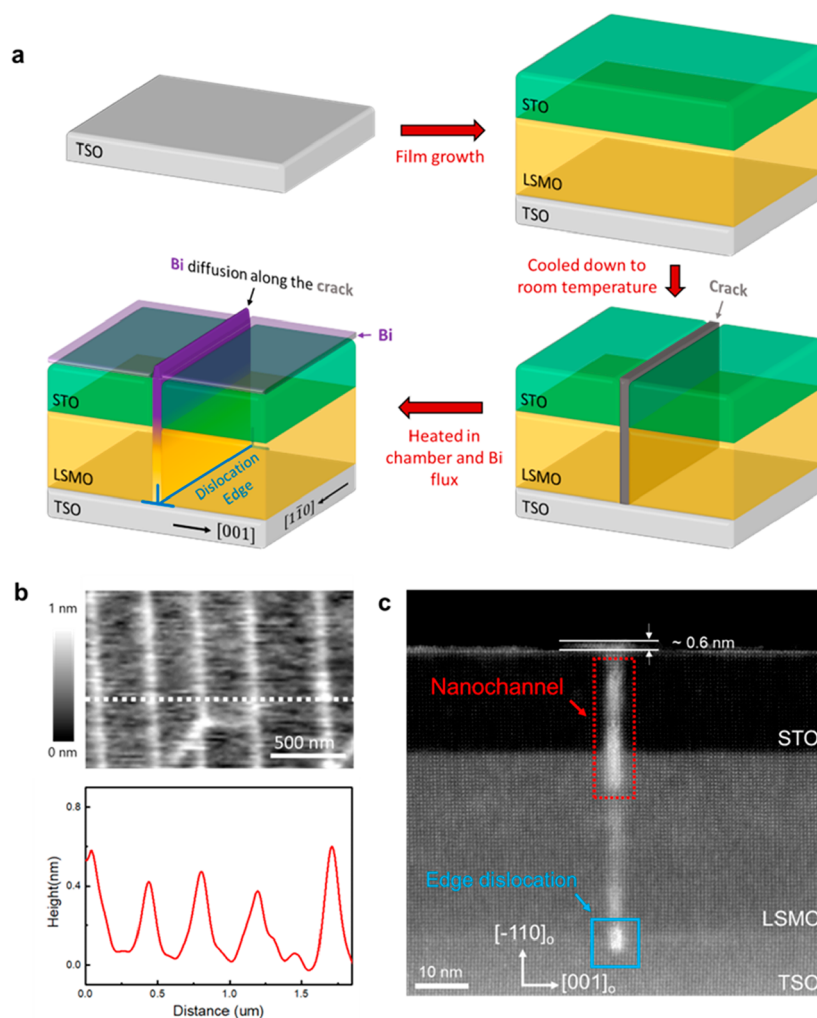 a
TSO
Film growth
STO
LSMO
TSO
Cooled down to
room temperature
Crack
STO
LSMO
TSO
Heated in
chamber and Bi
flux
Bi diffusion along the crack
Bi
STO
LSMO
TSO
Dislocation
Edge
[001]
[11̅0]
b
1 nm
0 nm
500 nm
Height(nm)
0.8
0.4
0.0
0.0
0.5
1.0
1.5
Distance (um)
c
~ 0.6 nm
Nanochannel
STO
Edge dislocation
LSMO
[-110]o
[001]o
TSO
10 nm